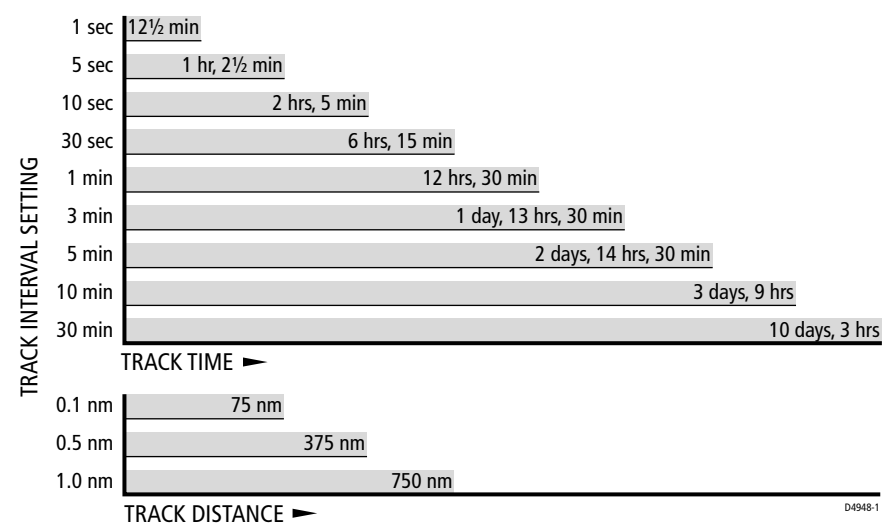 TRACK INTERVAL SETTING
1 sec 12½ min
5 sec 1 hr, 2½ min
10 sec 2 hrs, 5 min
30 sec 6 hrs, 15 min
1 min 12 hrs, 30 min
3 min 1 day, 13 hrs, 30 min
5 min 2 days, 14 hrs, 30 min
10 min 3 days, 9 hrs
30 min 10 days, 3 hrs
TRACK TIME
0.1 nm 75 nm
0.5 nm 375 nm
1.0 nm 750 nm
TRACK DISTANCE
D4948-1